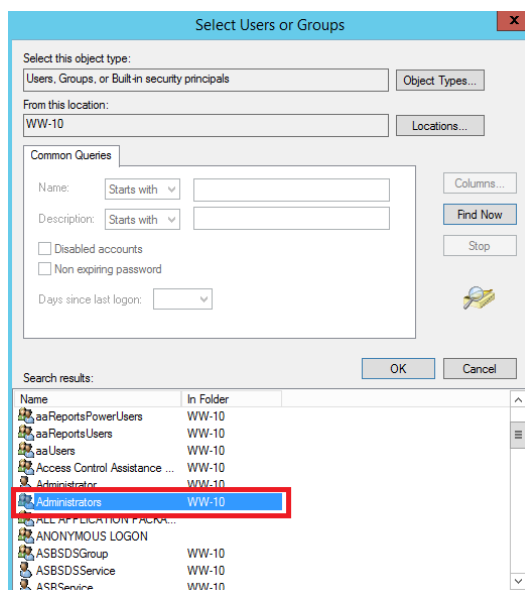 Select Users or Groups
x
Select this object type:
Users, Groups, or Built-in security principals
Object Types...
From this location:
WW-10
Locations...
Common Queries
Name:
Starts with
Columns...
Description:
Starts with
Find Now
Disabled accounts
Stop
Non expiring password
Days since last logon:
OK
Cancel
Search results:
Name In Folder
aaReportsPowerUsers WW-10
aaReportsUsers WW-10
aaUsers WW-10
Access Control Assistance ... WW-10
Administrator WW-10
Administrators WW-10
ALL APPLICATION PACKA...
ANONYMOUS LOGON
ASBSDSGroup WW-10
ASBSDSService WW-10
ASBService WW-10